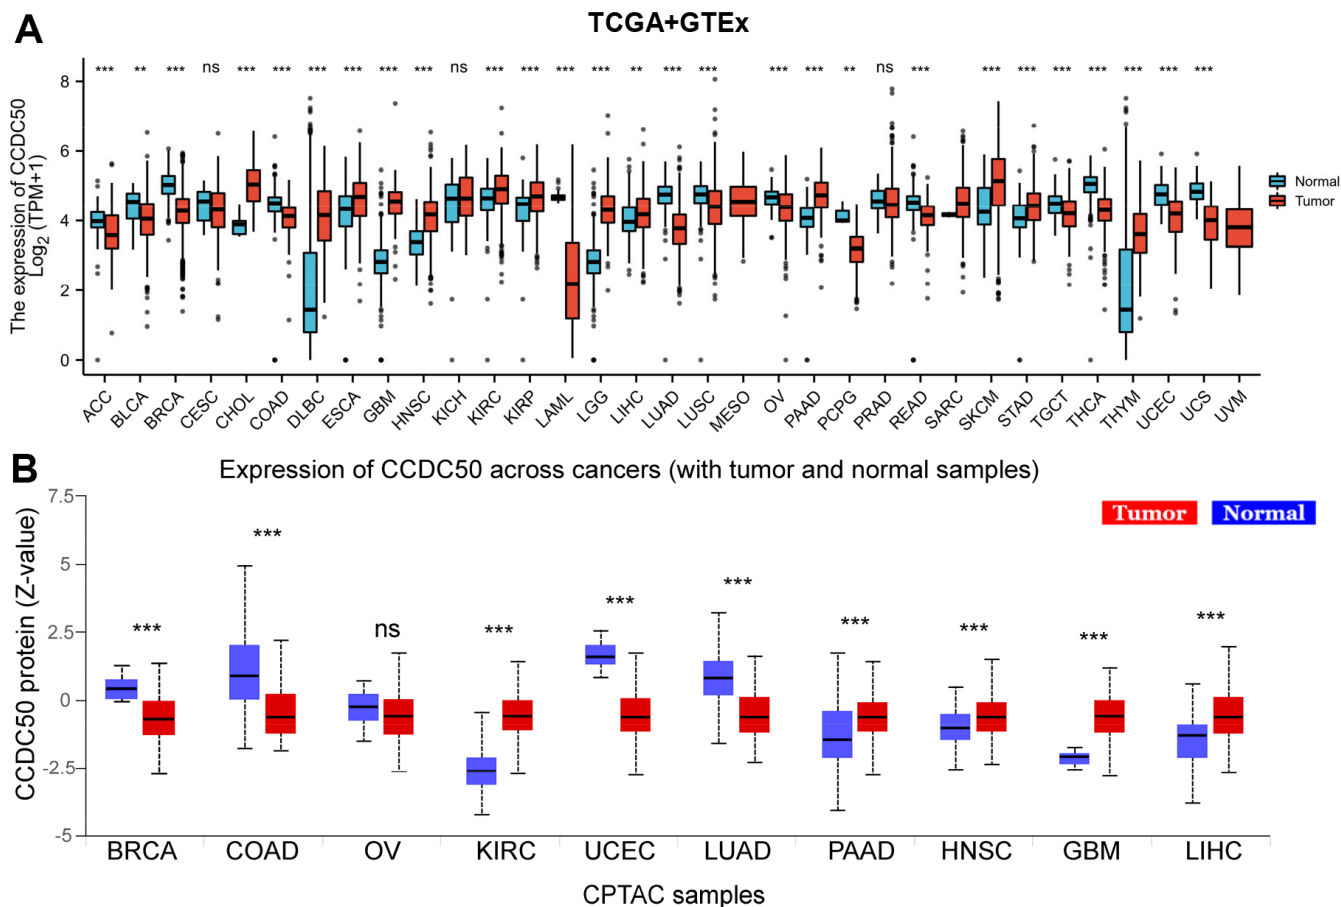 A
TCGA+GTEx
*** ** *** ns *** *** *** *** *** *** ns *** *** *** *** ** *** *** *** *** ** ns *** *** *** *** *** *** *** ***
The expression of CCDC50
Log2 (TPM+1)
8
6
4
2
0
Normal
Tumor
ACC BLCA BRCA CESC CHOL COAD DLBC ESCA GBM HNSC KICH KIRC KIRP LAML LGG LIHC LUAD LUSC MESO OV PAAD PCPG PRAD READ SARC SKCM STAD TGCT THCA THYM UCEC UCS UVM
B
Expression of CCDC50 across cancers (with tumor and normal samples)
Tumor Normal
CCDC50 protein (Z-value)
7.5
5
2.5
0
-2.5
-5
*** *** ns *** *** *** *** *** *** ***
BRCA COAD OV KIRC UCEC LUAD PAAD HNSC GBM LIHC
CPTAC samples